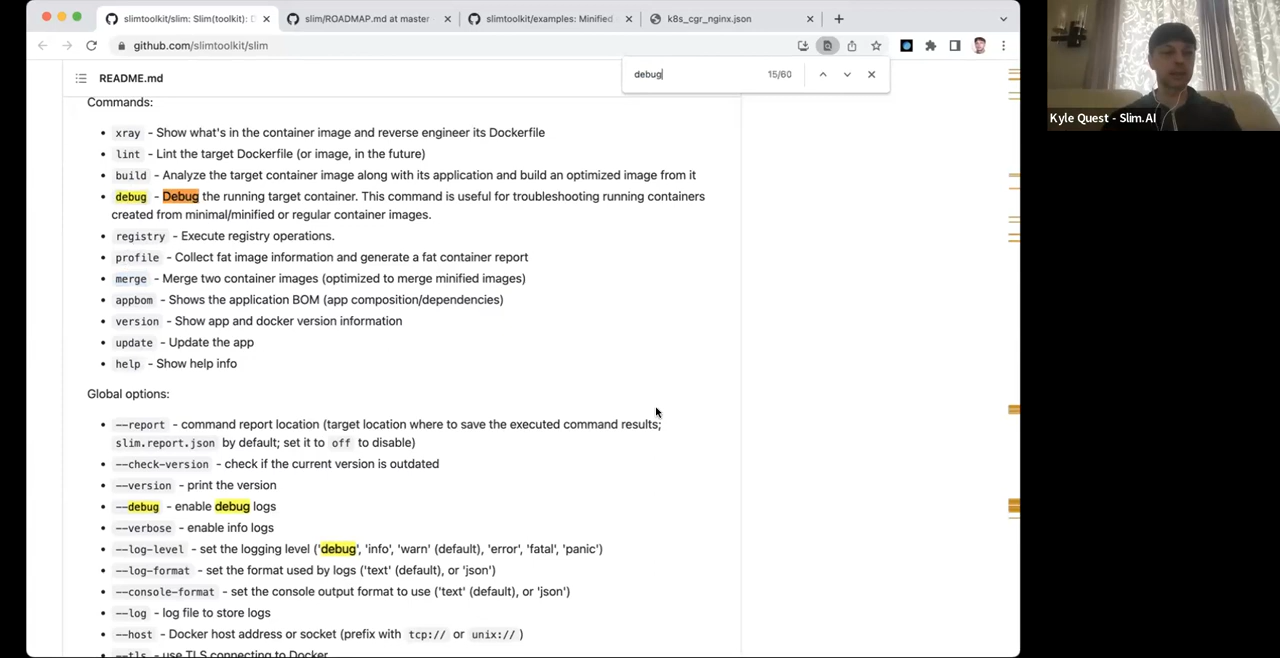 slimtoolkit/slim: Slim(toolkit): D
slim/ROADMAP.md at master
slimtoolkit/examples: Minified
k8s_cgr_nginx.json
github.com/slimtoolkit/slim
debug
15/60
README.md
Kyle Quest - Slim.AI
Commands:
• xray - Show what's in the container image and reverse engineer its Dockerfile
• lint - Lint the target Dockerfile (or image, in the future)
• build - Analyze the target container image along with its application and build an optimized image from it
• debug - Debug the running target container. This command is useful for troubleshooting running containers
created from minimal/minified or regular container images.
• registry - Execute registry operations.
• profile - Collect fat image information and generate a fat container report
• merge - Merge two container images (optimized to merge minified images)
• appbom - Shows the application BOM (app composition/dependencies)
• version - Show app and docker version information
• update - Update the app
• help - Show help info
Global options:
• --report - command report location (target location where to save the executed command results;
slim.report.json by default; set it to off to disable)
• --check-version - check if the current version is outdated
• --version - print the version
• --debug - enable debug logs
• --verbose - enable info logs
• --log-level - set the logging level ('debug', 'info', 'warn' (default), 'error', 'fatal', 'panic')
• --log-format - set the format used by logs ('text' (default), or 'json')
• --console-format - set the console output format to use ('text' (default), or 'json')
• --log - log file to store logs
• --host - Docker host address or socket (prefix with tcp:// or unix://)
• --tls - use TLS connecting to Docker